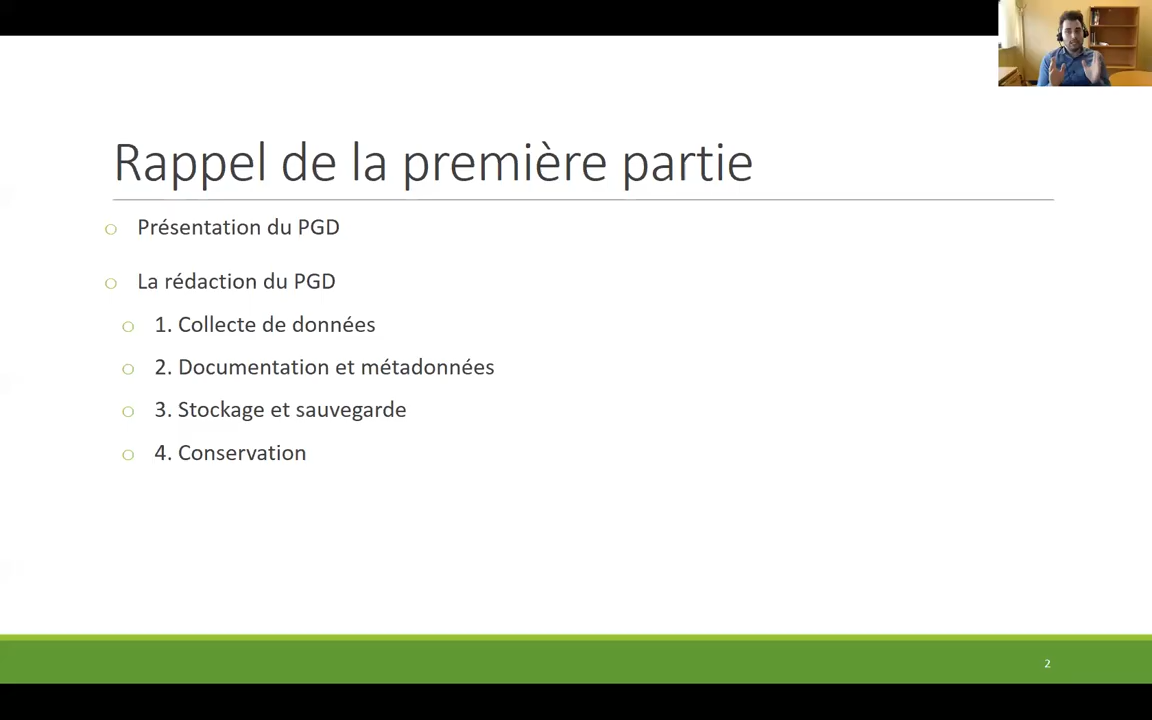 Rappel de la première partie
Présentation du PGD
La rédaction du PGD
1. Collecte de données
2. Documentation et métadonnées
3. Stockage et sauvegarde
4. Conservation
2